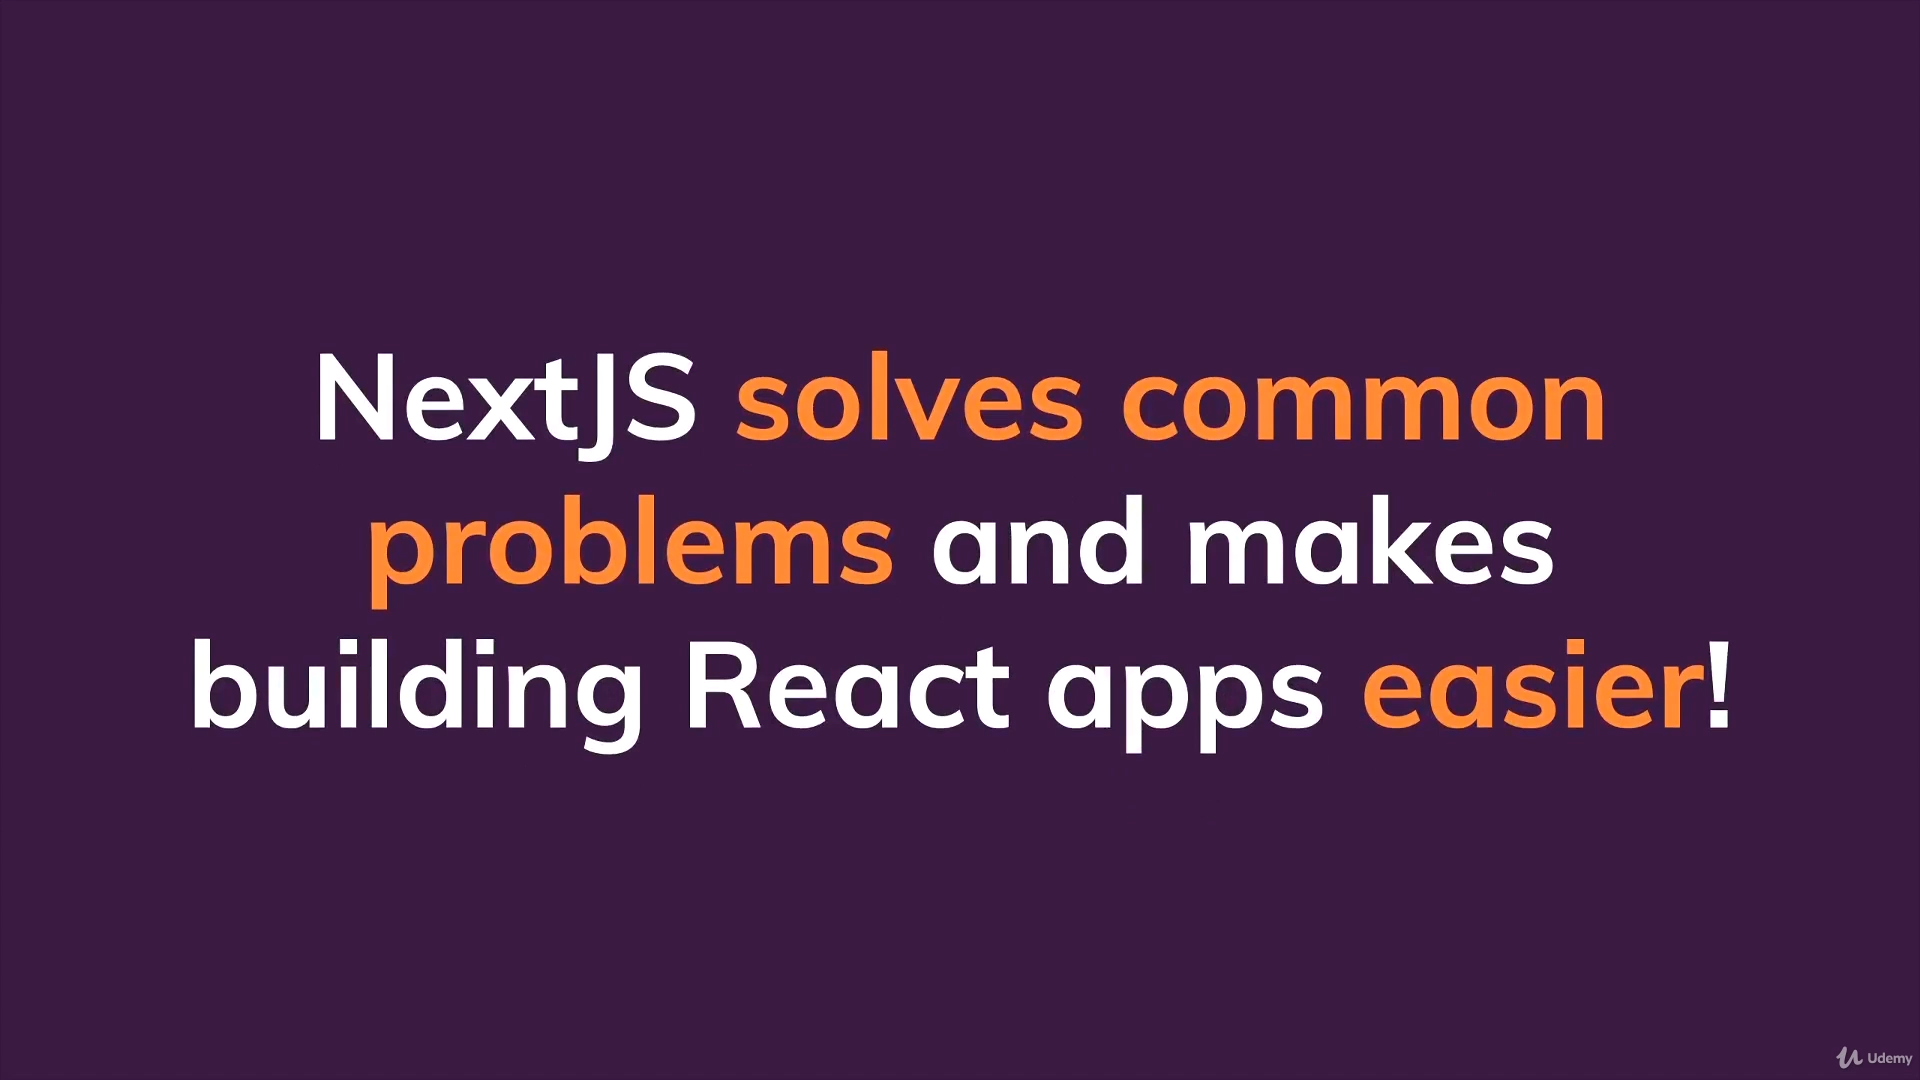 NextJS solves common
problems and makes
building React apps easier!
Udemy